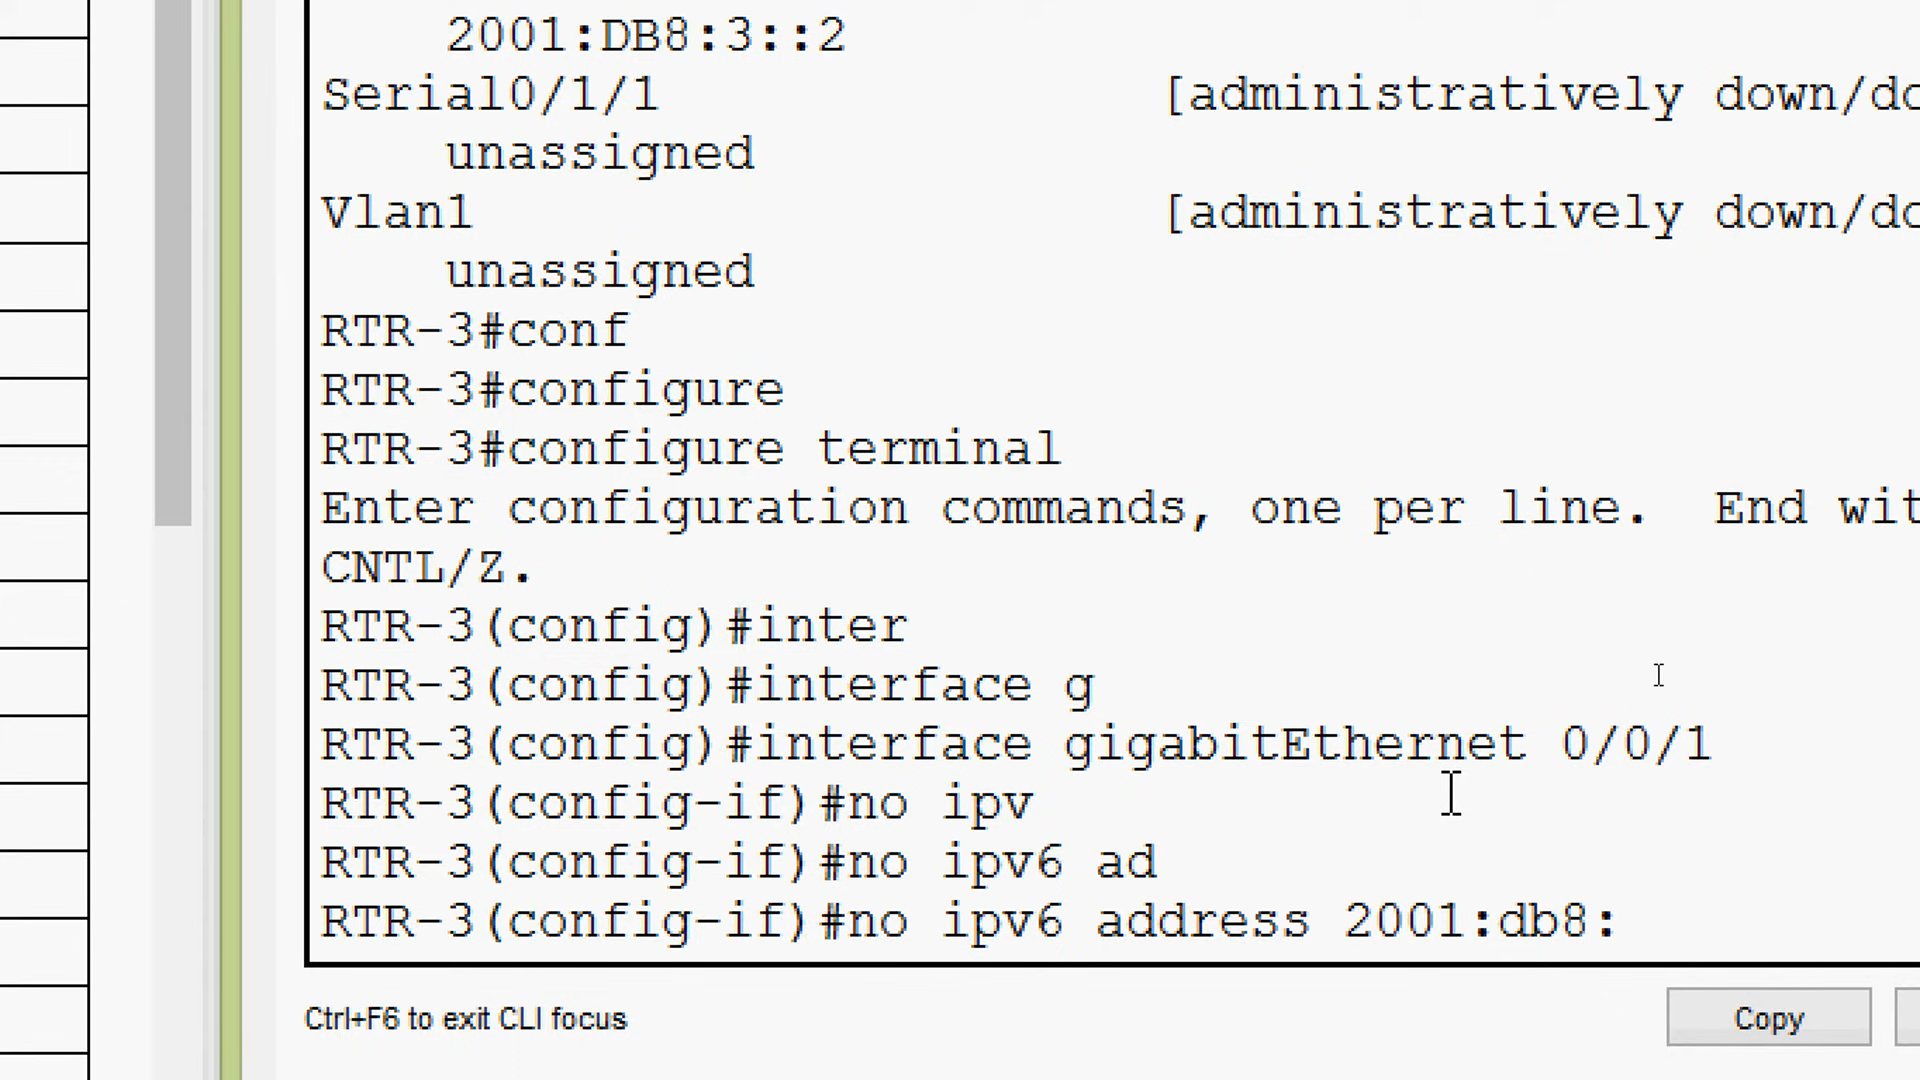 2001:DB8:3::2
Serial0/1/1 [administratively down/do
unassigned
Vlan1 [administratively down/do
unassigned
RTR-3#conf
RTR-3#configure
RTR-3#configure terminal
Enter configuration commands, one per line. End wit
CNTL/Z.
RTR-3(config)#inter
RTR-3(config)#interface g
RTR-3(config)#interface gigabitEthernet 0/0/1
RTR-3(config-if)#no ipv
RTR-3(config-if)#no ipv6 ad
RTR-3(config-if)#no ipv6 address 2001:db8:
Ctrl+F6 to exit CLI focus
Copy